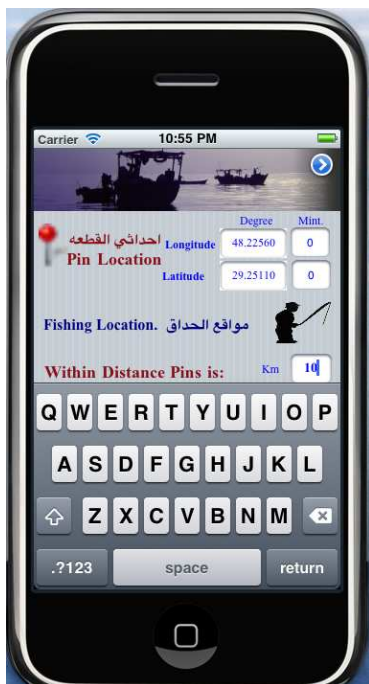 Carrier 10:55 PM
Degree Mint.
احداثي القطعه Longitude 48.22560 0
Pin Location
Latitude 29.25110 0
Fishing Location. مواقع الحداق
Within Distance Pins is: Km 10
Q W E R T Y U I O P
A S D F G H J K L
Z X C V B N M
.?123 space return